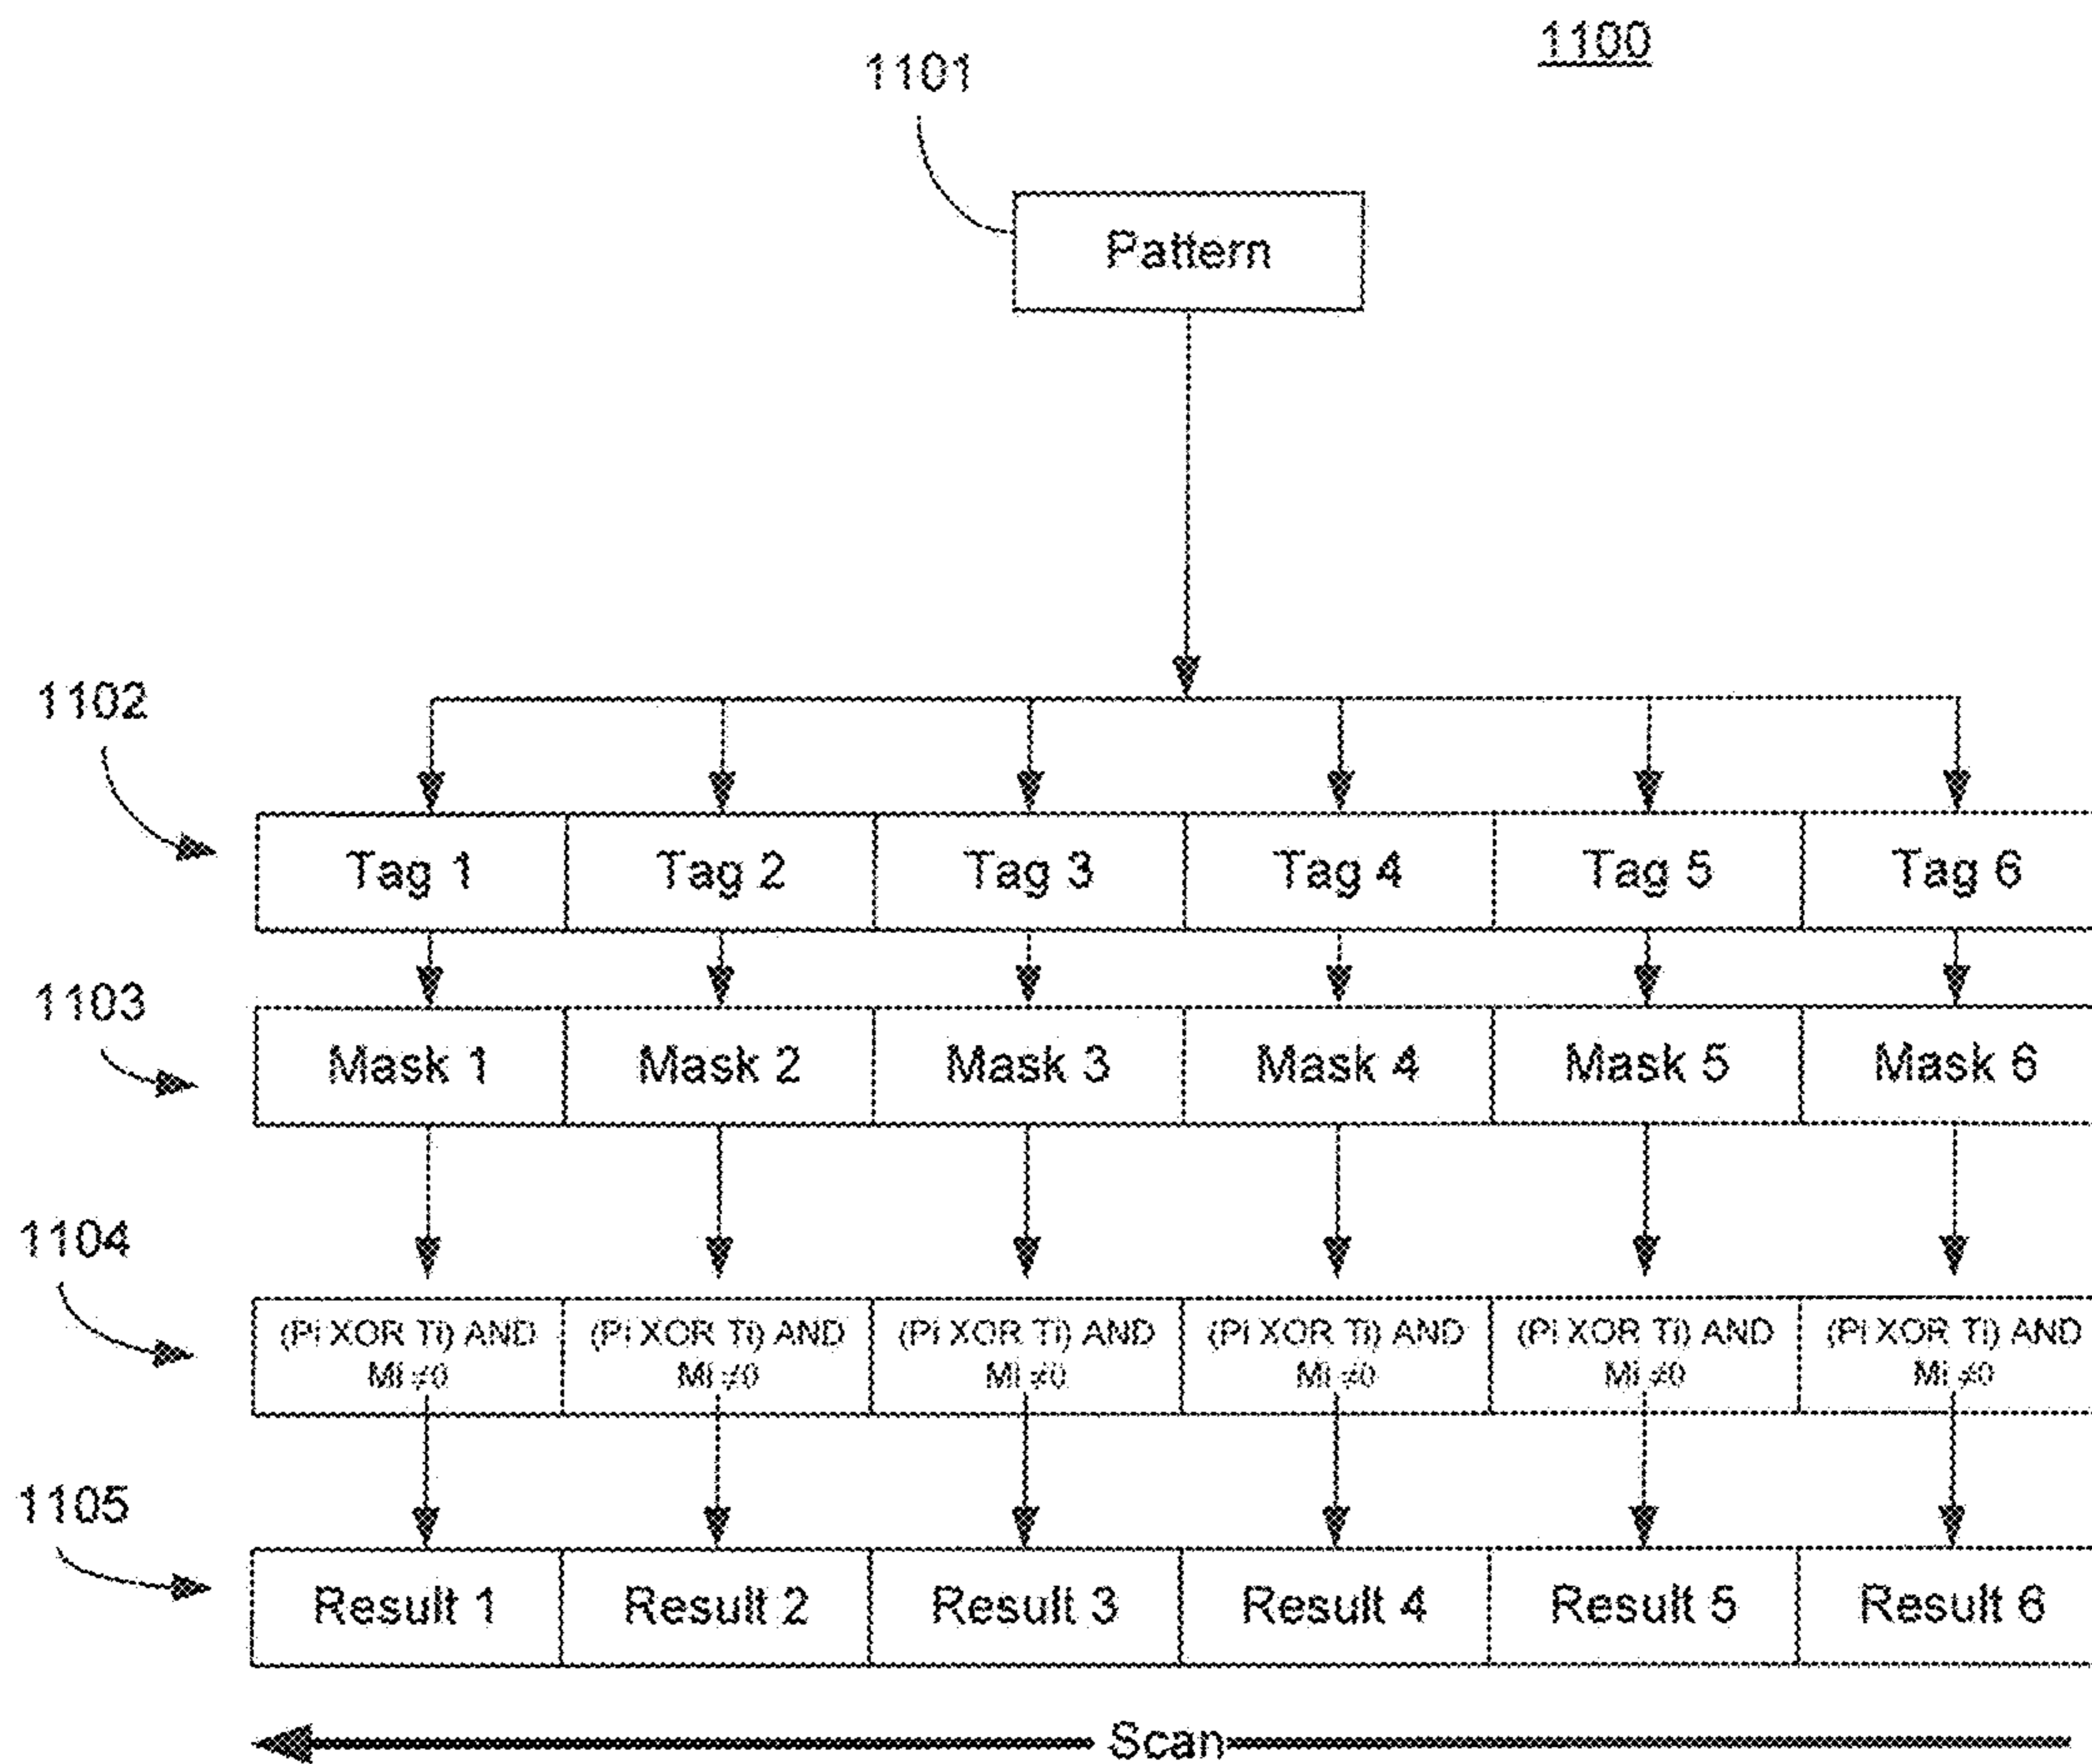 1100
1101
Pattern
1102
Tag 1 Tag 2 Tag 3 Tag 4 Tag 5 Tag 6
1103
Mask 1 Mask 2 Mask 3 Mask 4 Mask 5 Mask 6
1104
(Pi XOR Ti) AND (Pi XOR Ti) AND (Pi XOR Ti) AND (Pi XOR Ti) AND (Pi XOR Ti) AND (Pi XOR Ti) AND
Mi ≠0 Mi ≠0 Mi ≠0 Mi ≠0 Mi ≠0 Mi ≠0
1105
Result 1 Result 2 Result 3 Result 4 Result 5 Result 6
Scan